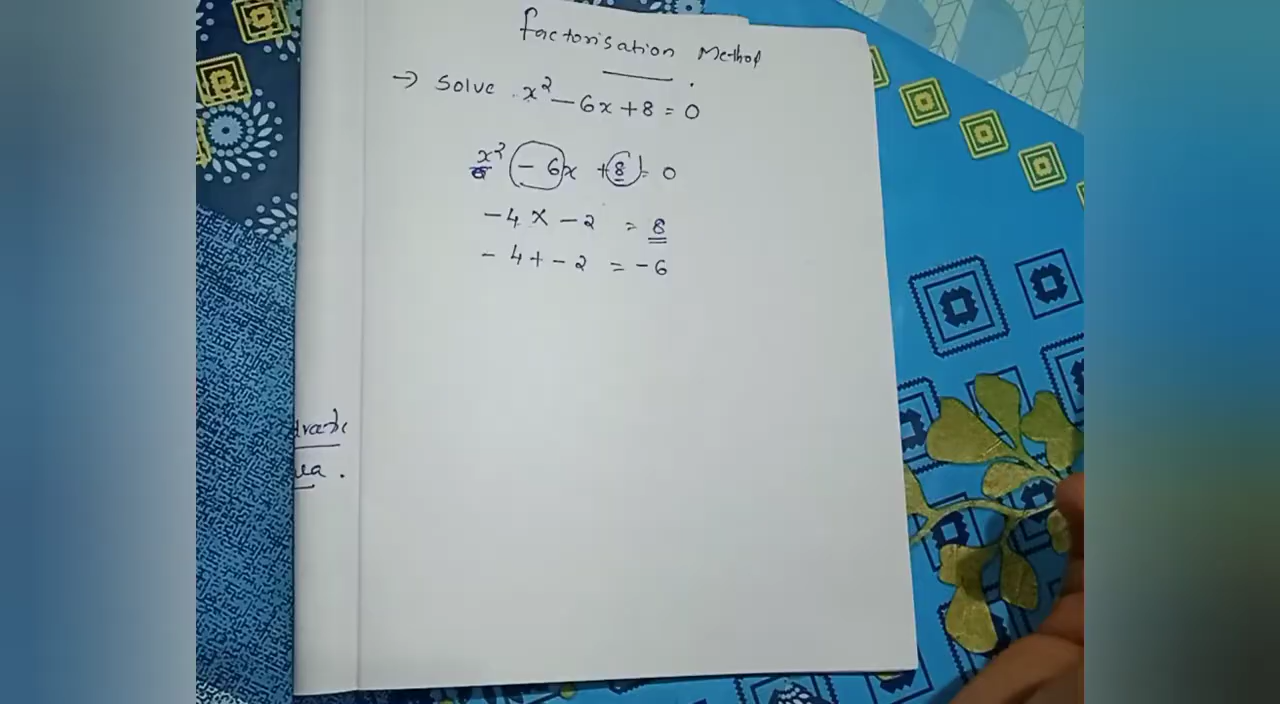 Factorisation Method
→ Solve x² - 6x + 8 = 0
x² - 6x + 8 = 0
-4 × -2 = 8
- 4 + - 2 = -6